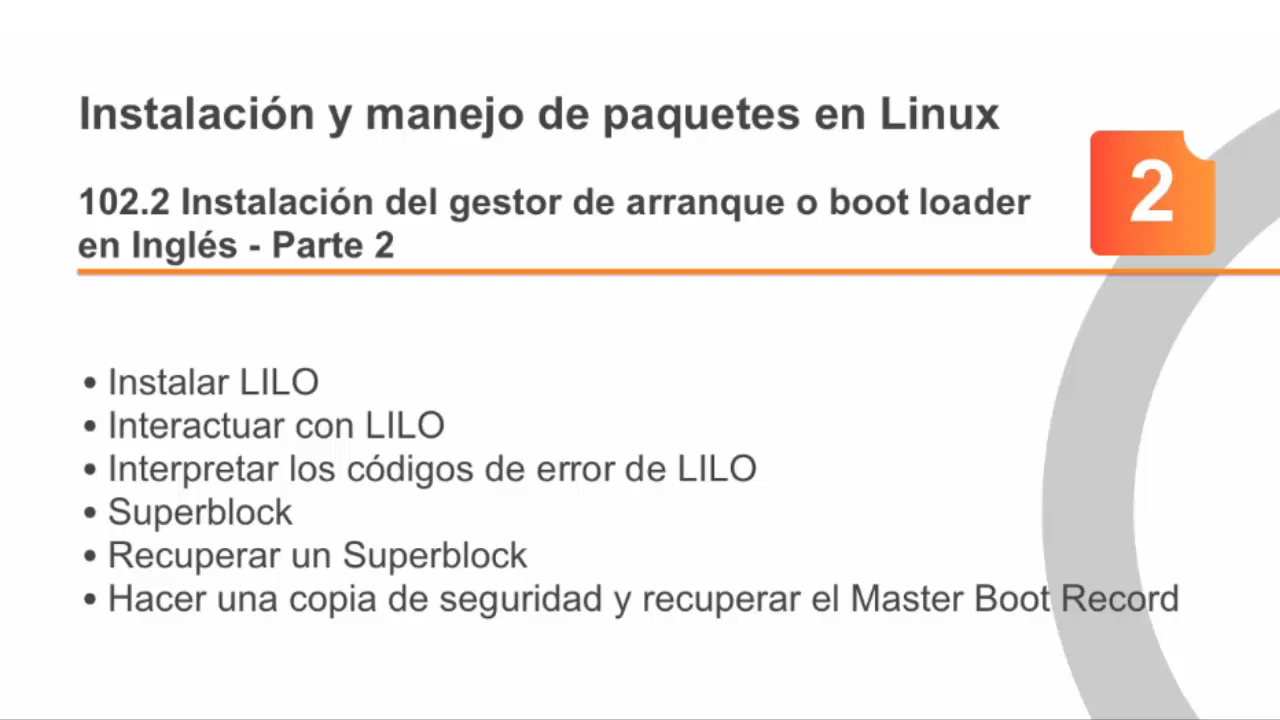 Instalación y manejo de paquetes en Linux
2
102.2 Instalación del gestor de arranque o boot loader
en Inglés - Parte 2
• Instalar LILO
• Interactuar con LILO
• Interpretar los códigos de error de LILO
• Superblock
• Recuperar un Superblock
• Hacer una copia de seguridad y recuperar el Master Boot Record